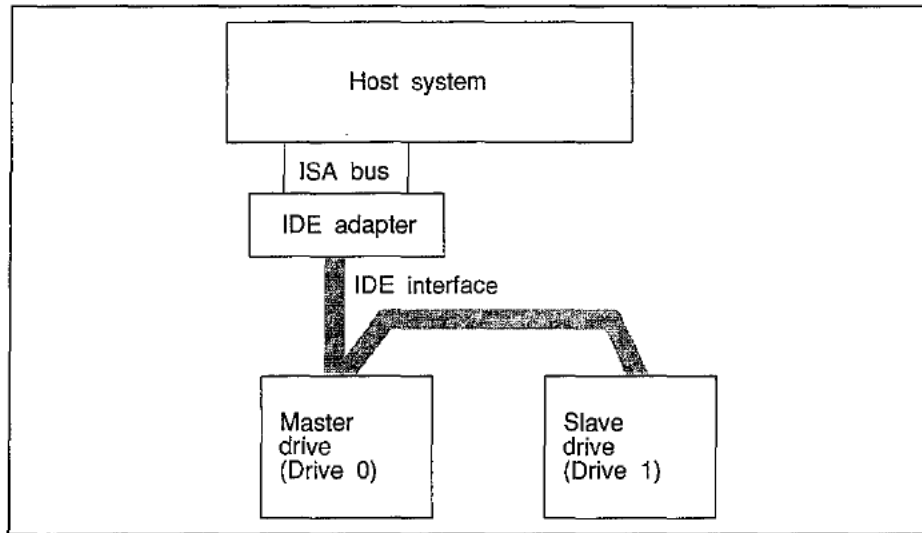 Host system
ISA bus
IDE adapter
IDE interface
Master
drive
(Drive 0)
Slave
drive
(Drive 1)